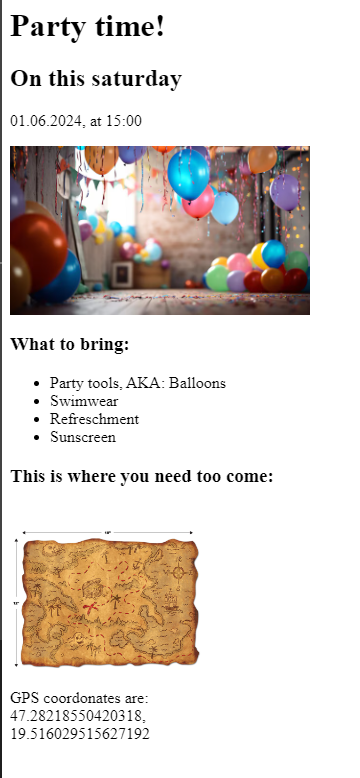 Party time!
On this saturday
01.06.2024, at 15:00
What to bring:
Party tools, AKA: Balloons
Swimwear
Refreschment
Sunscreen
This is where you need too come:
GPS coordonates are:
47.28218550420318,
19.516029515627192